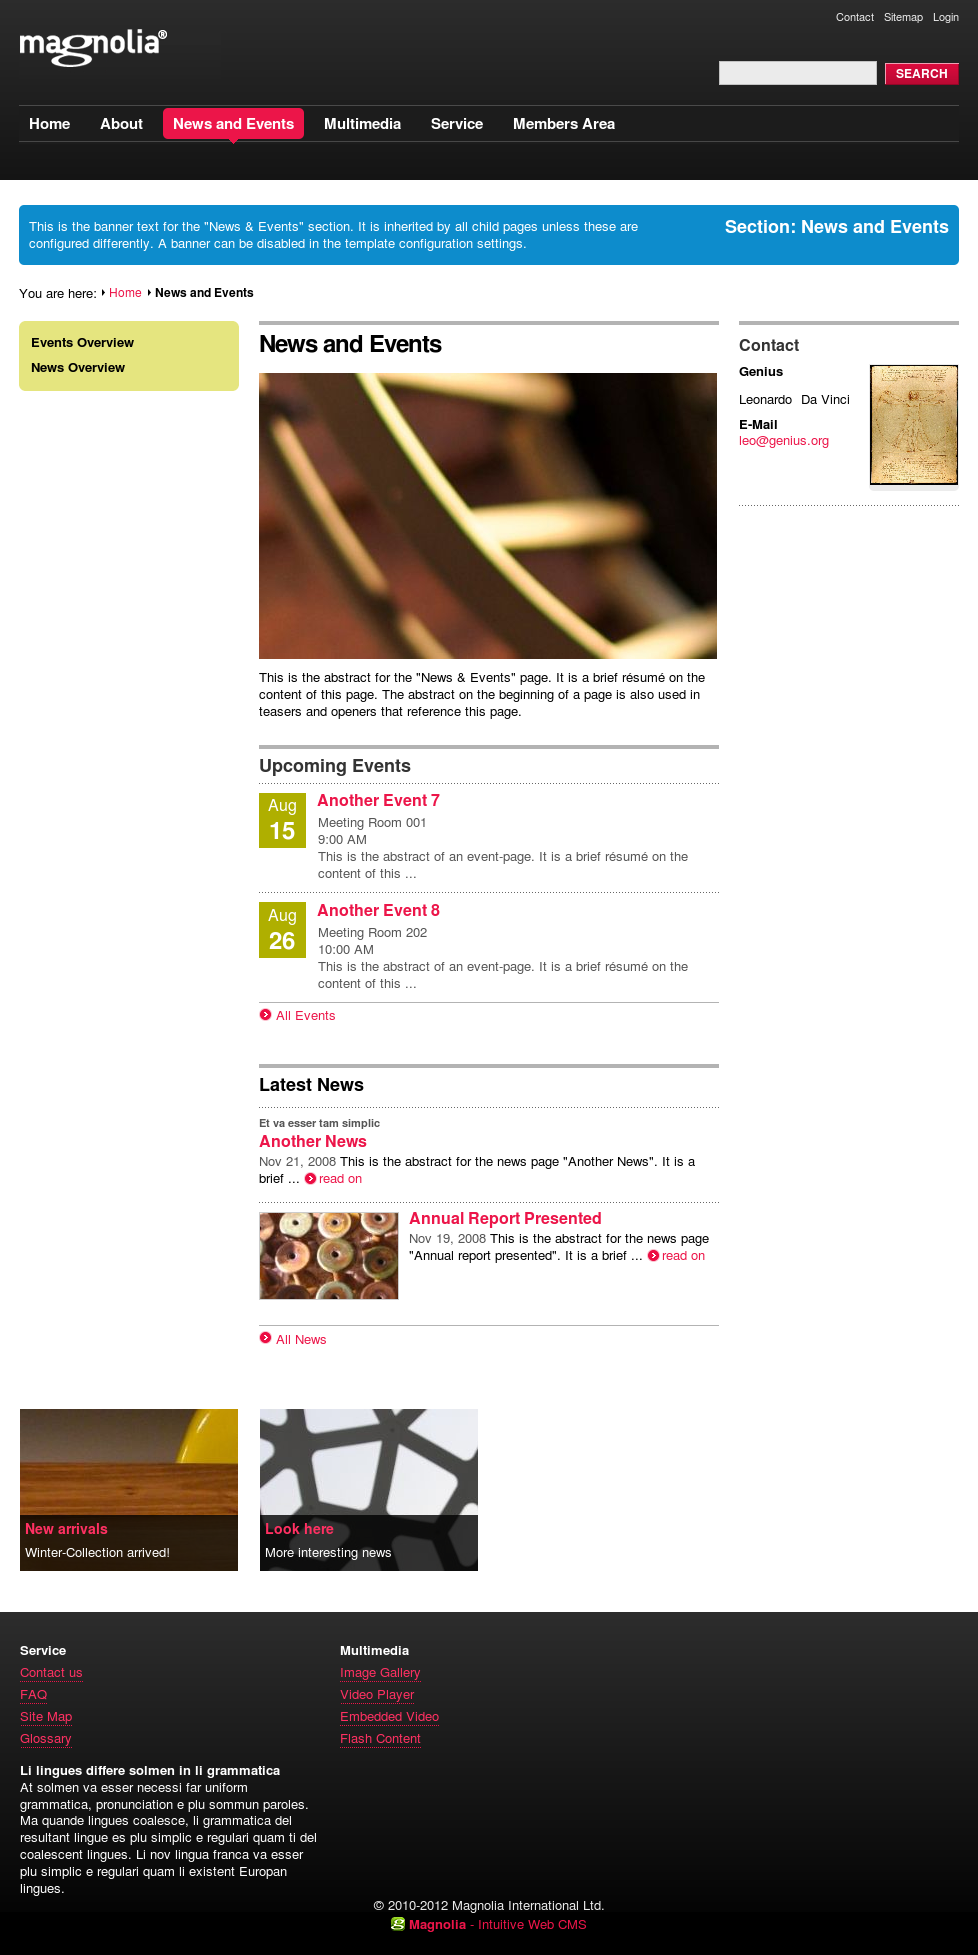 Contact Sitemap Login
magnolia®
SEARCH
Home About News and Events Multimedia Service Members Area
This is the banner text for the "News & Events" section. It is inherited by all child pages unless these are
configured differently. A banner can be disabled in the template configuration settings.
Section: News and Events
You are here: Home News and Events
Events Overview
News Overview
News and Events
This is the abstract for the "News & Events" page. It is a brief résumé on the
content of this page. The abstract on the beginning of a page is also used in
teasers and openers that reference this page.
Upcoming Events
Aug
15
Another Event 7
Meeting Room 001
9:00 AM
This is the abstract of an event-page. It is a brief résumé on the
content of this ...
Aug
26
Another Event 8
Meeting Room 202
10:00 AM
This is the abstract of an event-page. It is a brief résumé on the
content of this ...
All Events
Latest News
Et va esser tam simplic
Another News
Nov 21, 2008 This is the abstract for the news page "Another News". It is a
brief ... read on
Annual Report Presented
Nov 19, 2008 This is the abstract for the news page
"Annual report presented". It is a brief ... read on
All News
Contact
Genius
Leonardo Da Vinci
E-Mail
leo@genius.org
New arrivals
Winter-Collection arrived!
Look here
More interesting news
Service
Contact us
FAQ
Site Map
Glossary
Multimedia
Image Gallery
Video Player
Embedded Video
Flash Content
Li lingues differe solmen in li grammatica
At solmen va esser necessi far uniform
grammatica, pronunciation e plu sommun paroles.
Ma quande lingues coalesce, li grammatica del
resultant lingue es plu simplic e regulari quam ti del
coalescent lingues. Li nov lingua franca va esser
plu simplic e regulari quam li existent Europan
lingues.
© 2010-2012 Magnolia International Ltd.
Magnolia - Intuitive Web CMS